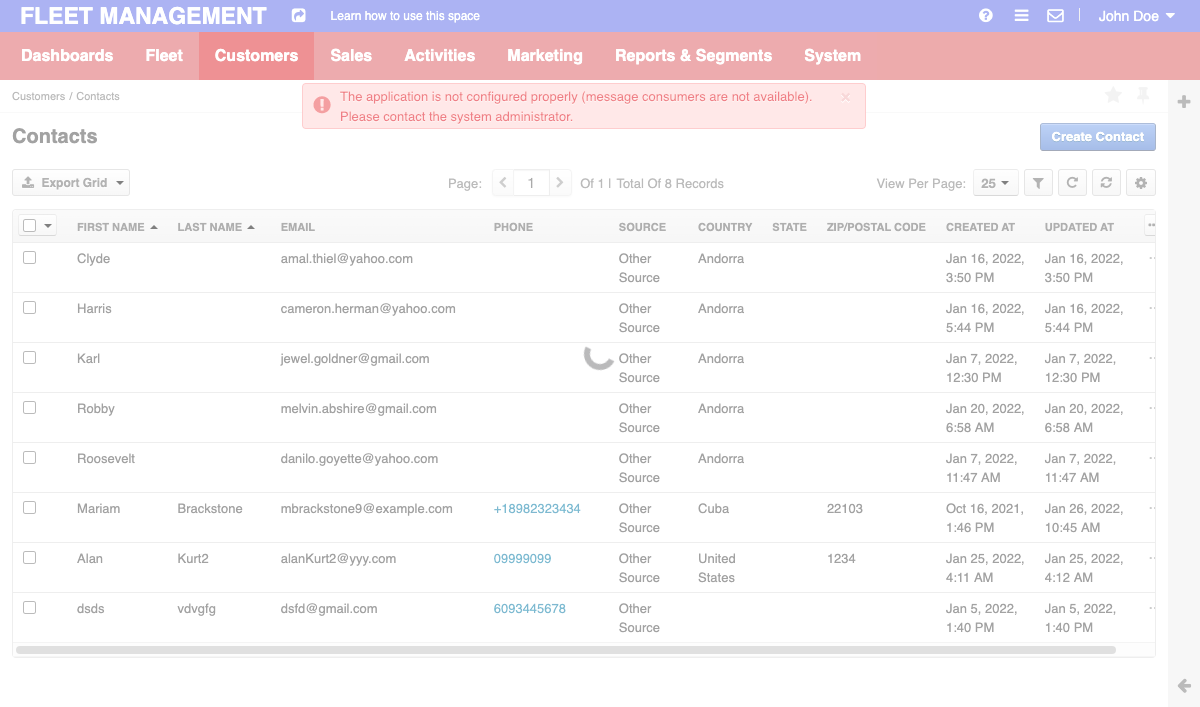 FLEET MANAGEMENT
Learn how to use this space
John Doe
Dashboards Fleet Customers Sales Activities Marketing Reports & Segments System
Customers / Contacts
The application is not configured properly (message consumers are not available).
Please contact the system administrator.
Contacts
Create Contact
Export Grid Page: 1 Of 1 | Total Of 8 Records View Per Page: 25
FIRST NAME LAST NAME EMAIL PHONE SOURCE COUNTRY STATE ZIP/POSTAL CODE CREATED AT UPDATED AT
Clyde amal.thiel@yahoo.com Other Andorra Jan 16, 2022, Jan 16, 2022,
Source 3:50 PM 3:50 PM
Harris cameron.herman@yahoo.com Other Andorra Jan 16, 2022, Jan 16, 2022,
Source 5:44 PM 5:44 PM
Karl jewel.goldner@gmail.com Other Andorra Jan 7, 2022, Jan 7, 2022,
Source 12:30 PM 12:30 PM
Robby melvin.abshire@gmail.com Other Andorra Jan 20, 2022, Jan 20, 2022,
Source 6:58 AM 6:58 AM
Roosevelt danilo.goyette@yahoo.com Other Andorra Jan 7, 2022, Jan 7, 2022,
Source 11:47 AM 11:47 AM
Mariam Brackstone mbrackstone9@example.com +18982323434 Other Cuba 22103 Oct 16, 2021, Jan 26, 2022,
Source 1:46 PM 10:45 AM
Alan Kurt2 alanKurt2@yyy.com 09999099 Other United 1234 Jan 25, 2022, Jan 25, 2022,
Source States 4:11 AM 4:12 AM
dsds vdvgfg dsfd@gmail.com 6093445678 Other Jan 5, 2022, Jan 5, 2022,
Source 1:40 PM 1:40 PM